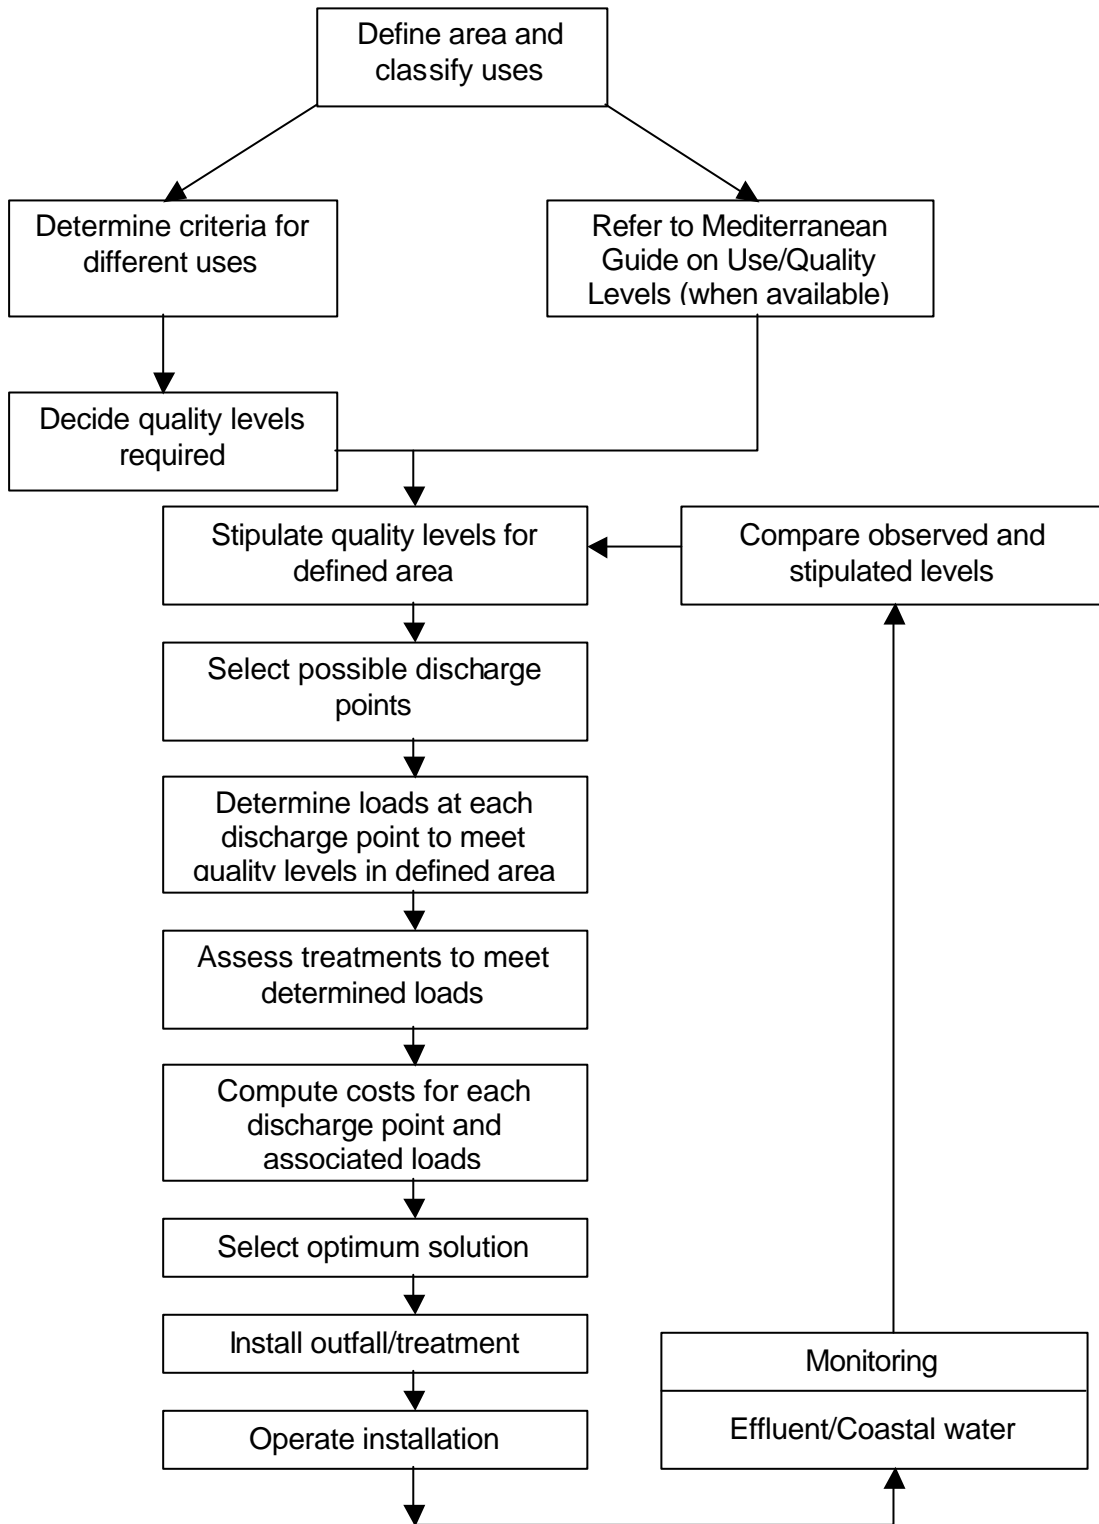 Define area and
classify uses
Determine criteria for
different uses
Refer to Mediterranean
Guide on Use/Quality
Levels (when available)
Decide quality levels
required
Stipulate quality levels for
defined area
Compare observed and
stipulated levels
Select possible discharge
points
Determine loads at each
discharge point to meet
quality levels in defined area
Assess treatments to meet
determined loads
Compute costs for each
discharge point and
associated loads
Select optimum solution
Install outfall/treatment
Monitoring
Operate installation
Effluent/Coastal water